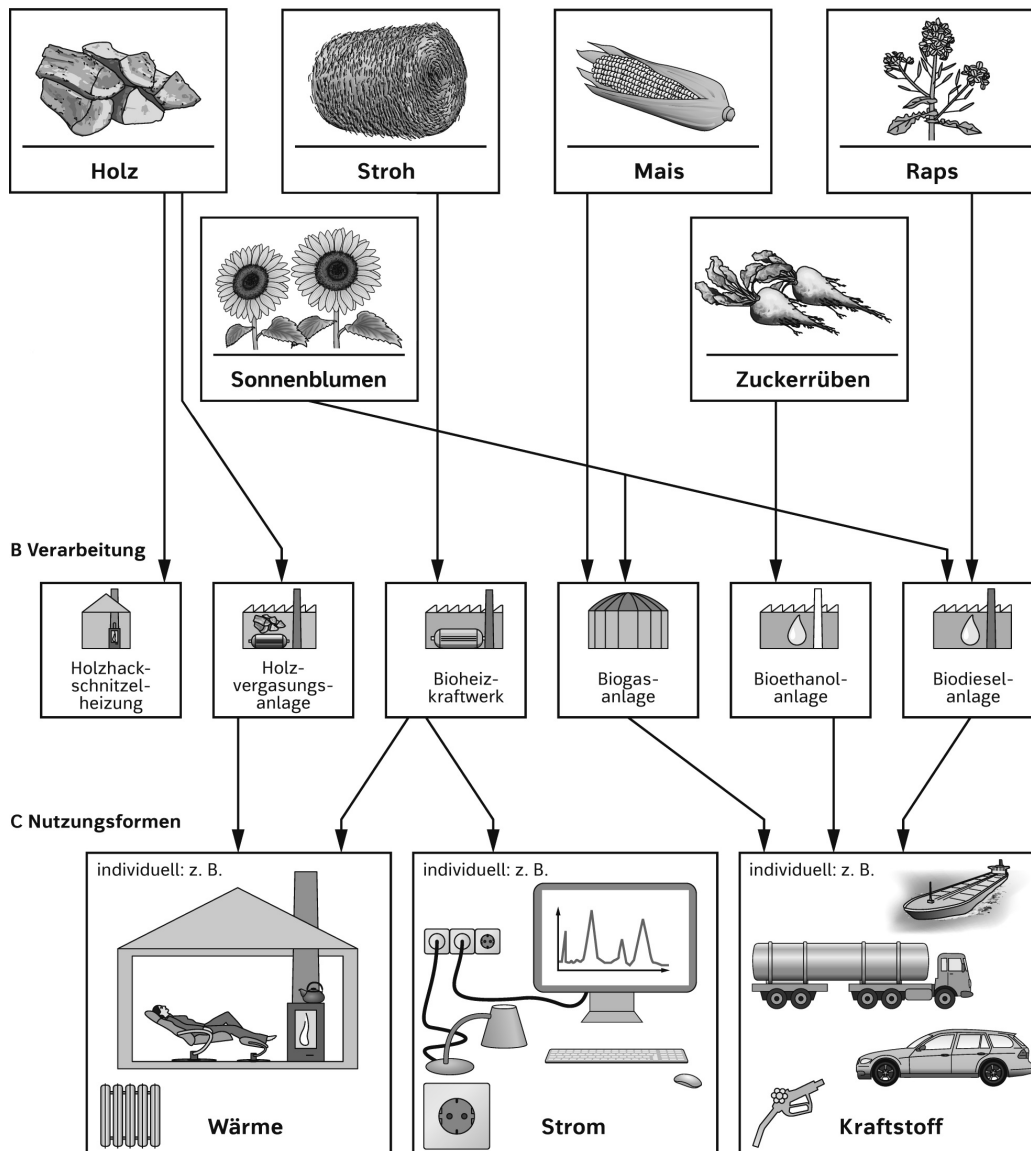 Holz
Stroh
Mais
Raps
Sonnenblumen
Zuckerrüben
B Verarbeitung
Holzhack-
schnitzel-
heizung
Holz-
vergasungs-
anlage
Bioheiz-
kraftwerk
Biogas-
anlage
Bioethanol-
anlage
Biodiesel-
anlage
C Nutzungsformen
individuell: z. B.
Wärme
individuell: z. B.
Strom
individuell: z. B.
Kraftstoff